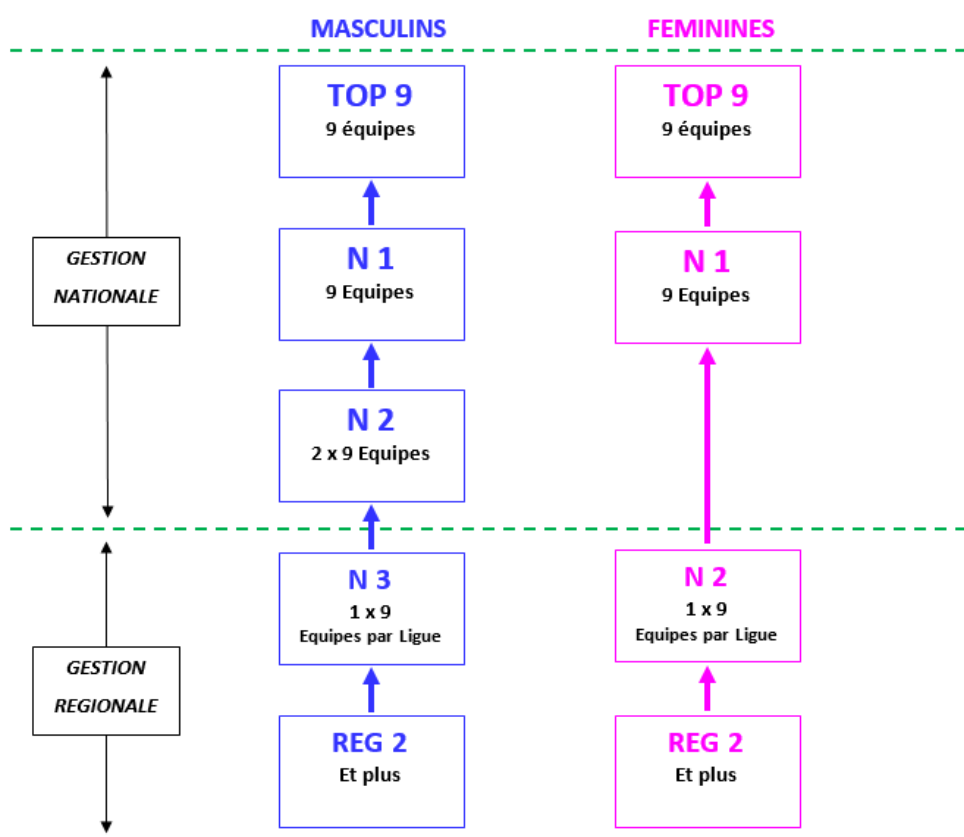 MASCULINS
FEMININES
TOP 9
9 équipes
TOP 9
9 équipes
GESTION
NATIONALE
N 1
9 Equipes
N 1
9 Equipes
N 2
2 x 9 Equipes
N 3
1 x 9
Equipes par Ligue
N 2
1 x 9
Equipes par Ligue
GESTION
REGIONALE
REG 2
Et plus
REG 2
Et plus